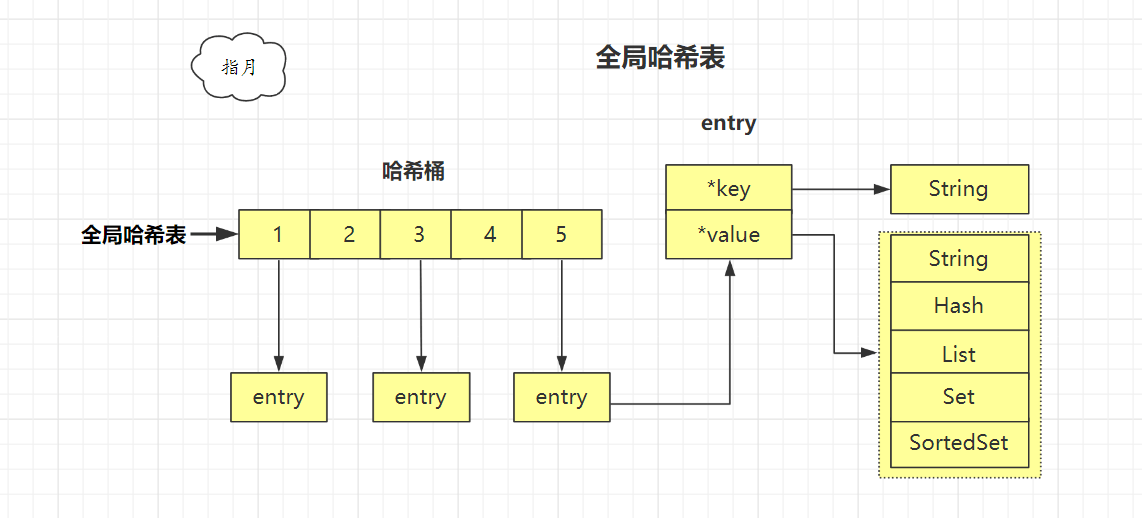 指月
全局哈希表
entry
哈希桶
*key
String
全局哈希表
1 2 3 4 5
*value
String
Hash
List
Set
SortedSet
entry entry entry